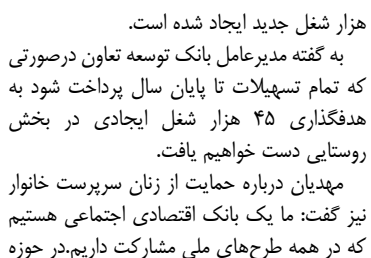 هزار شغل جدید ایجاد شده است.
به گفته مدیرعامل بانک توسعه تعاون درصورتی
که تمام تسهیلات تا پایان سال پرداخت شود به
هدفگذاری ۴۵ هزار شغل ایجادی در بخش
روستایی دست خواهیم یافت.
مهدیان درباره حمایت از زنان سرپرست خانوار
نیز گفت: ما یک بانک اقتصادی اجتماعی هستیم
که در همه طرح‌های ملی مشارکت داریم.در حوزه